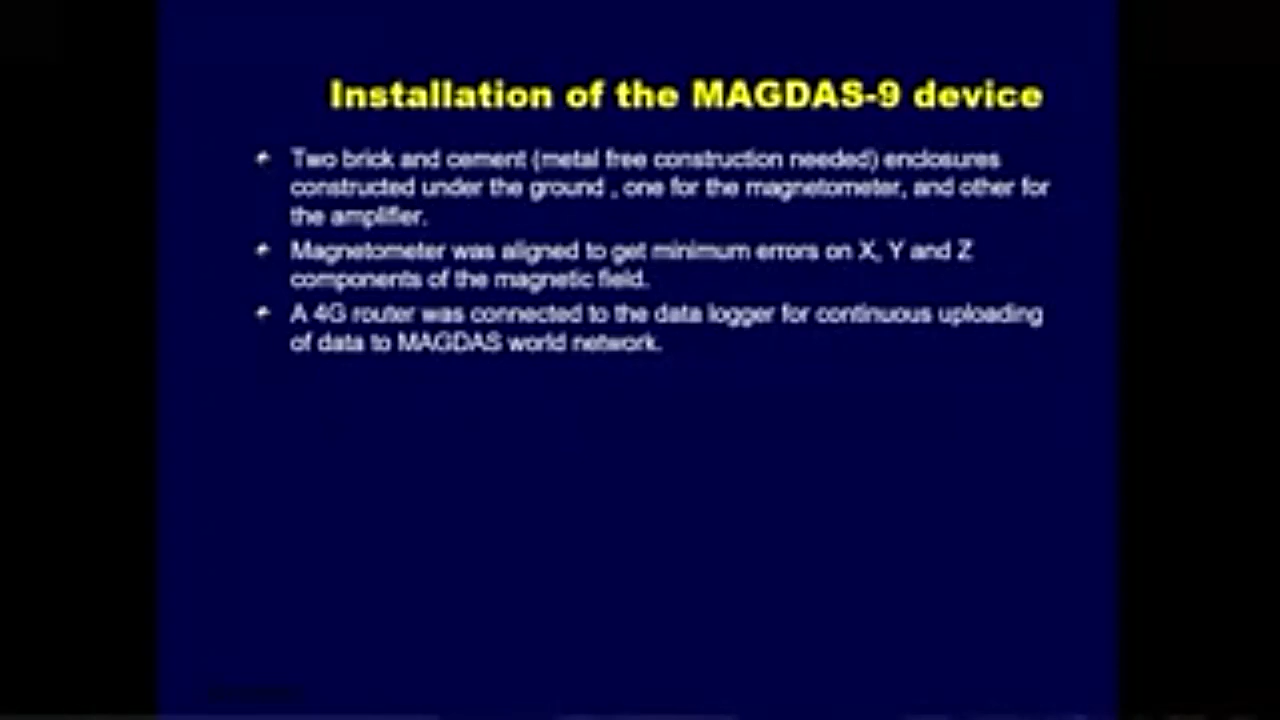 Installation of the MAGDAS-9 device
Two brick and cement (metal free construction needed) enclosures
constructed under the ground , one for the magnetometer, and other for
the amplifier.
Magnetometer was aligned to get minimum errors on X, Y and Z
components of the magnetic field.
A 4G router was connected to the data logger for continuous uploading
of data to MAGDAS world network.